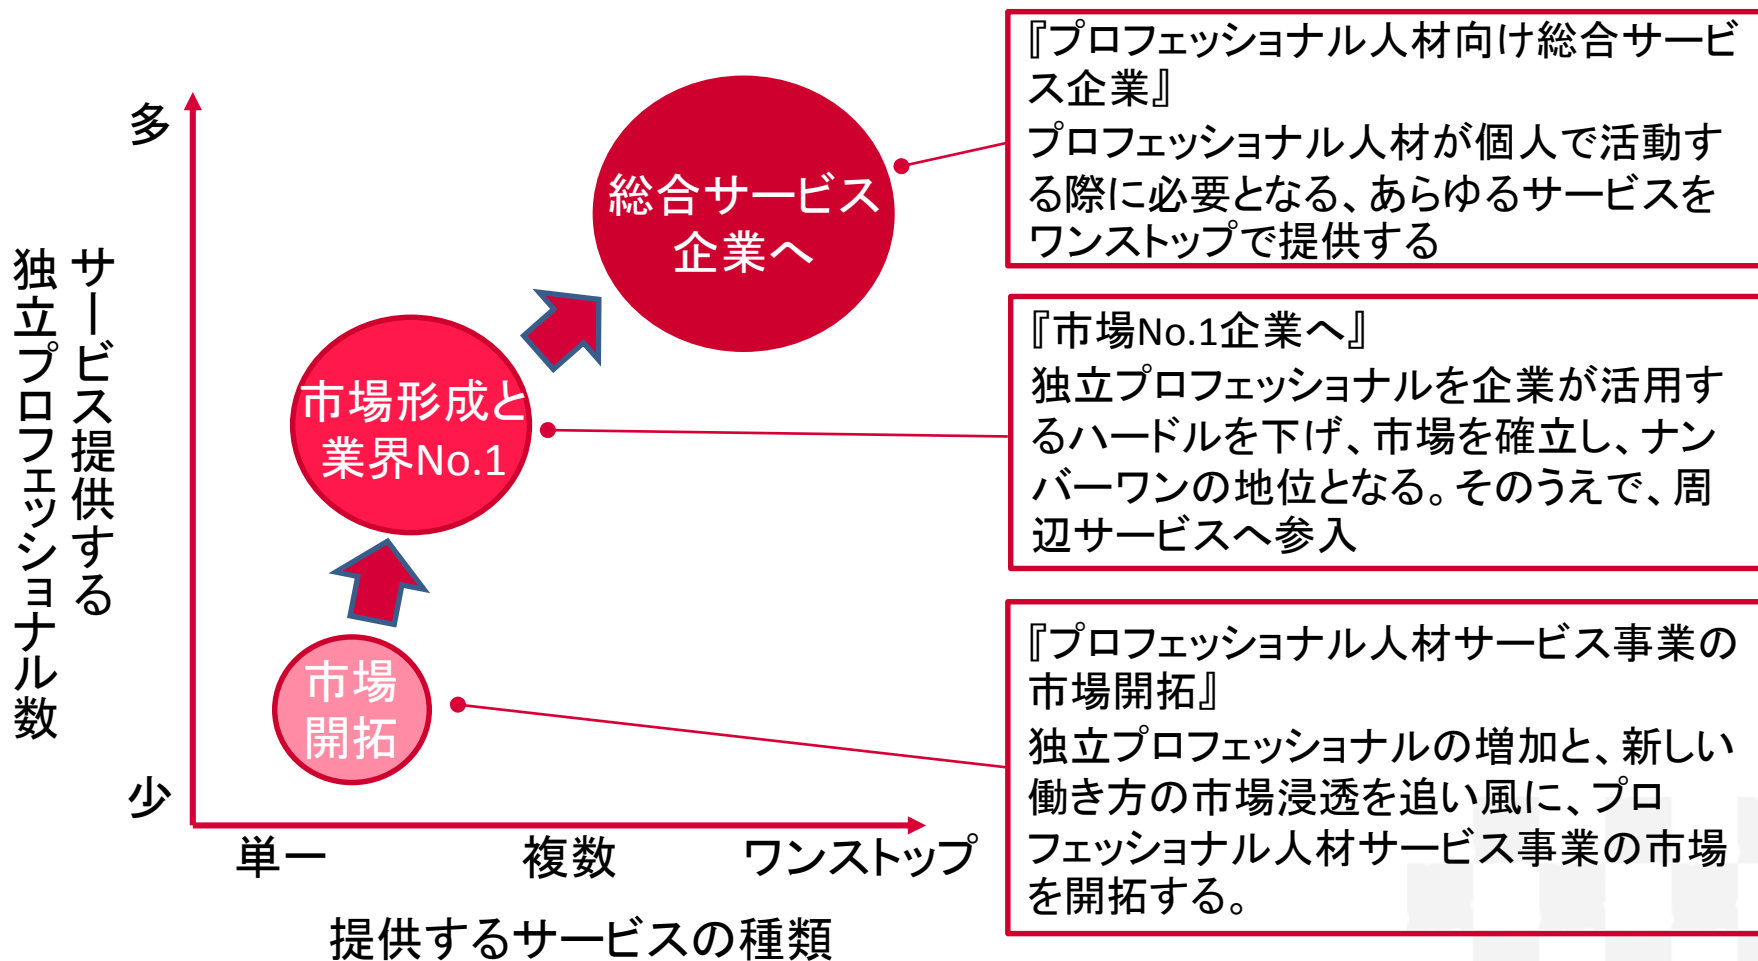 多
少
サービス提供する
独立プロフェッショナル数
単一
複数
ワンストップ
提供するサービスの種類
総合サービス
企業へ
市場形成と
業界No.1
市場
開拓
『プロフェッショナル人材向け総合サービ
ス企業』
プロフェッショナル人材が個人で活動す
る際に必要となる、あらゆるサービスを
ワンストップで提供する
『市場No.1企業へ』
独立プロフェッショナルを企業が活用す
るハードルを下げ、市場を確立し、ナン
バーワンの地位となる。そのうえで、周
辺サービスへ参入
『プロフェッショナル人材サービス事業の
市場開拓』
独立プロフェッショナルの増加と、新しい
働き方の市場浸透を追い風に、プロ
フェッショナル人材サービス事業の市場
を開拓する。